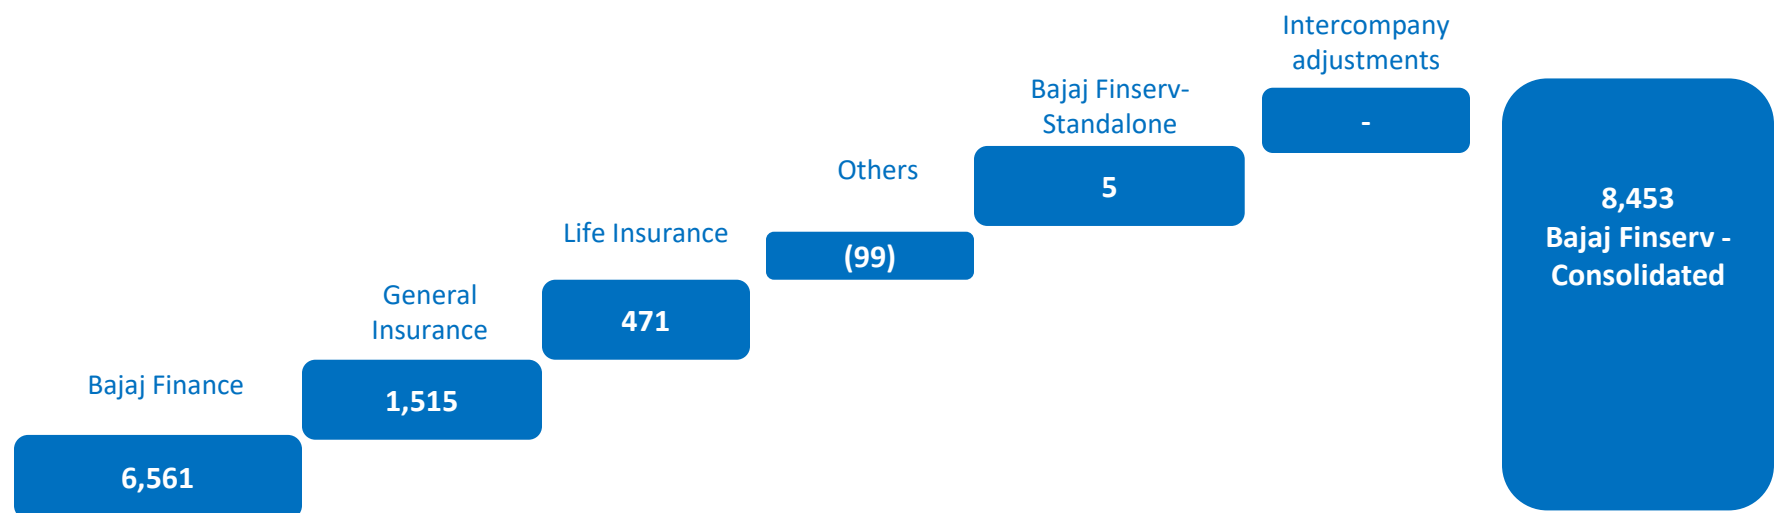 Bajaj Finance
6,561
General
Insurance
1,515
Life Insurance
471
Others
(99)
Bajaj Finserv-
Standalone
5
Intercompany
adjustments
-
8,453
Bajaj Finserv -
Consolidated